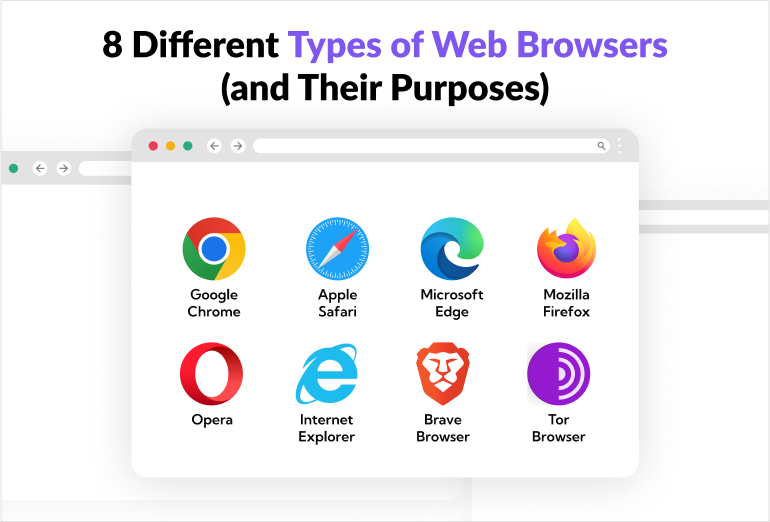 8 Different Types of Web Browsers
(and Their Purposes)
Google
Chrome
Apple
Safari
Microsoft
Edge
Mozilla
Firefox
Opera
Internet
Explorer
Brave
Browser
Tor
Browser